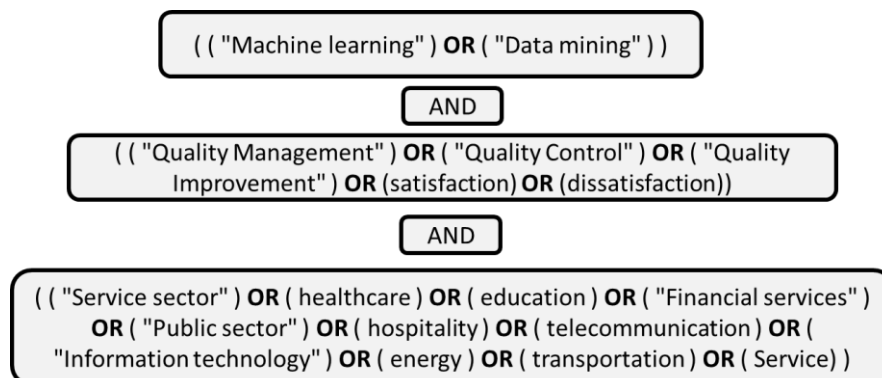 ( ( "Machine learning" ) OR ( "Data mining" ) )
AND
( ( "Quality Management" ) OR ( "Quality Control" ) OR ( "Quality
Improvement" ) OR (satisfaction) OR (dissatisfaction))
AND
( ( "Service sector" ) OR ( healthcare ) OR ( education ) OR ( "Financial services" )
OR ( "Public sector" ) OR ( hospitality ) OR ( telecommunication ) OR (
"Information technology" ) OR ( energy ) OR ( transportation ) OR ( Service) )